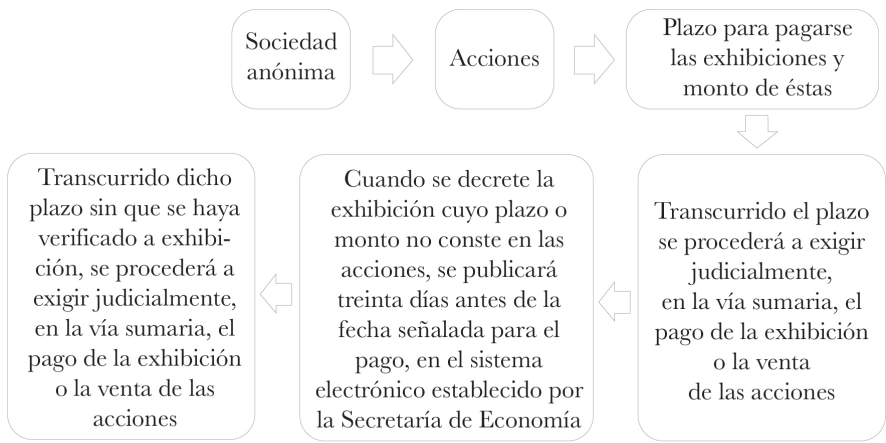 Sociedad
anónima
Acciones
Plazo para pagarse
las exhibiciones y
monto de éstas
Transcurrido el plazo
se procederá a exigir
judicialmente,
en la vía sumaria, el
pago de la exhibición
o la venta
de las acciones
Cuando se decrete la
exhibición cuyo plazo o
monto no conste en las
acciones, se publicará
treinta días antes de la
fecha señalada para el
pago, en el sistema
electrónico establecido por
la Secretaría de Economía
Transcurrido dicho
plazo sin que se haya
verificado a exhibi-
ción, se procederá a
exigir judicialmente,
en la vía sumaria, el
pago de la exhibición
o la venta de las
acciones